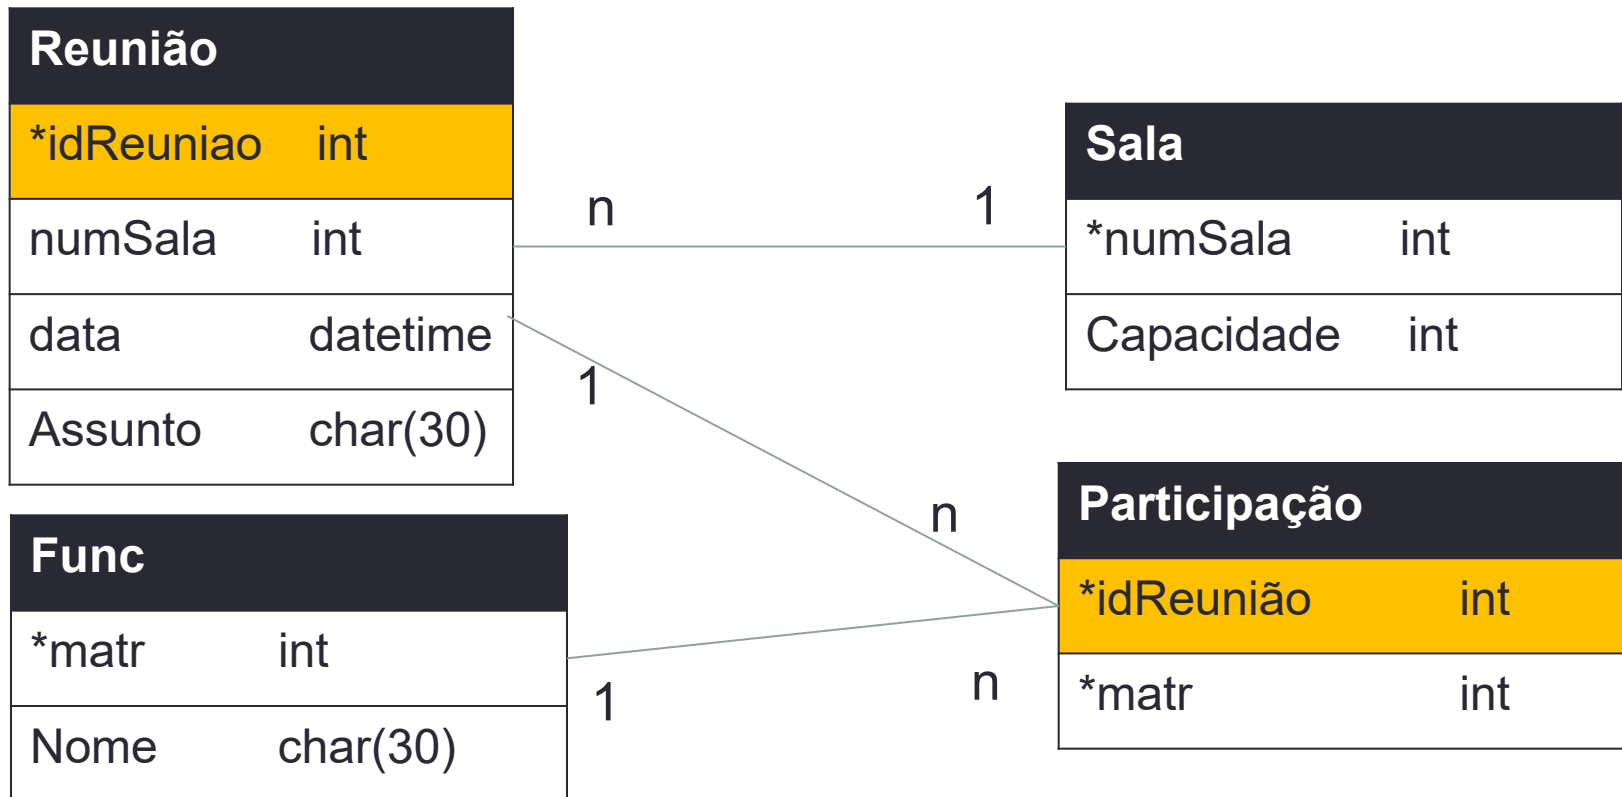 Reunião
*idReuniao int
numSala int
data datetime
Assunto char(30)
n
1
Sala
*numSala int
Capacidade int
1
n
Func
*matr int
Nome char(30)
1
n
Participação
*idReunião int
*matr int